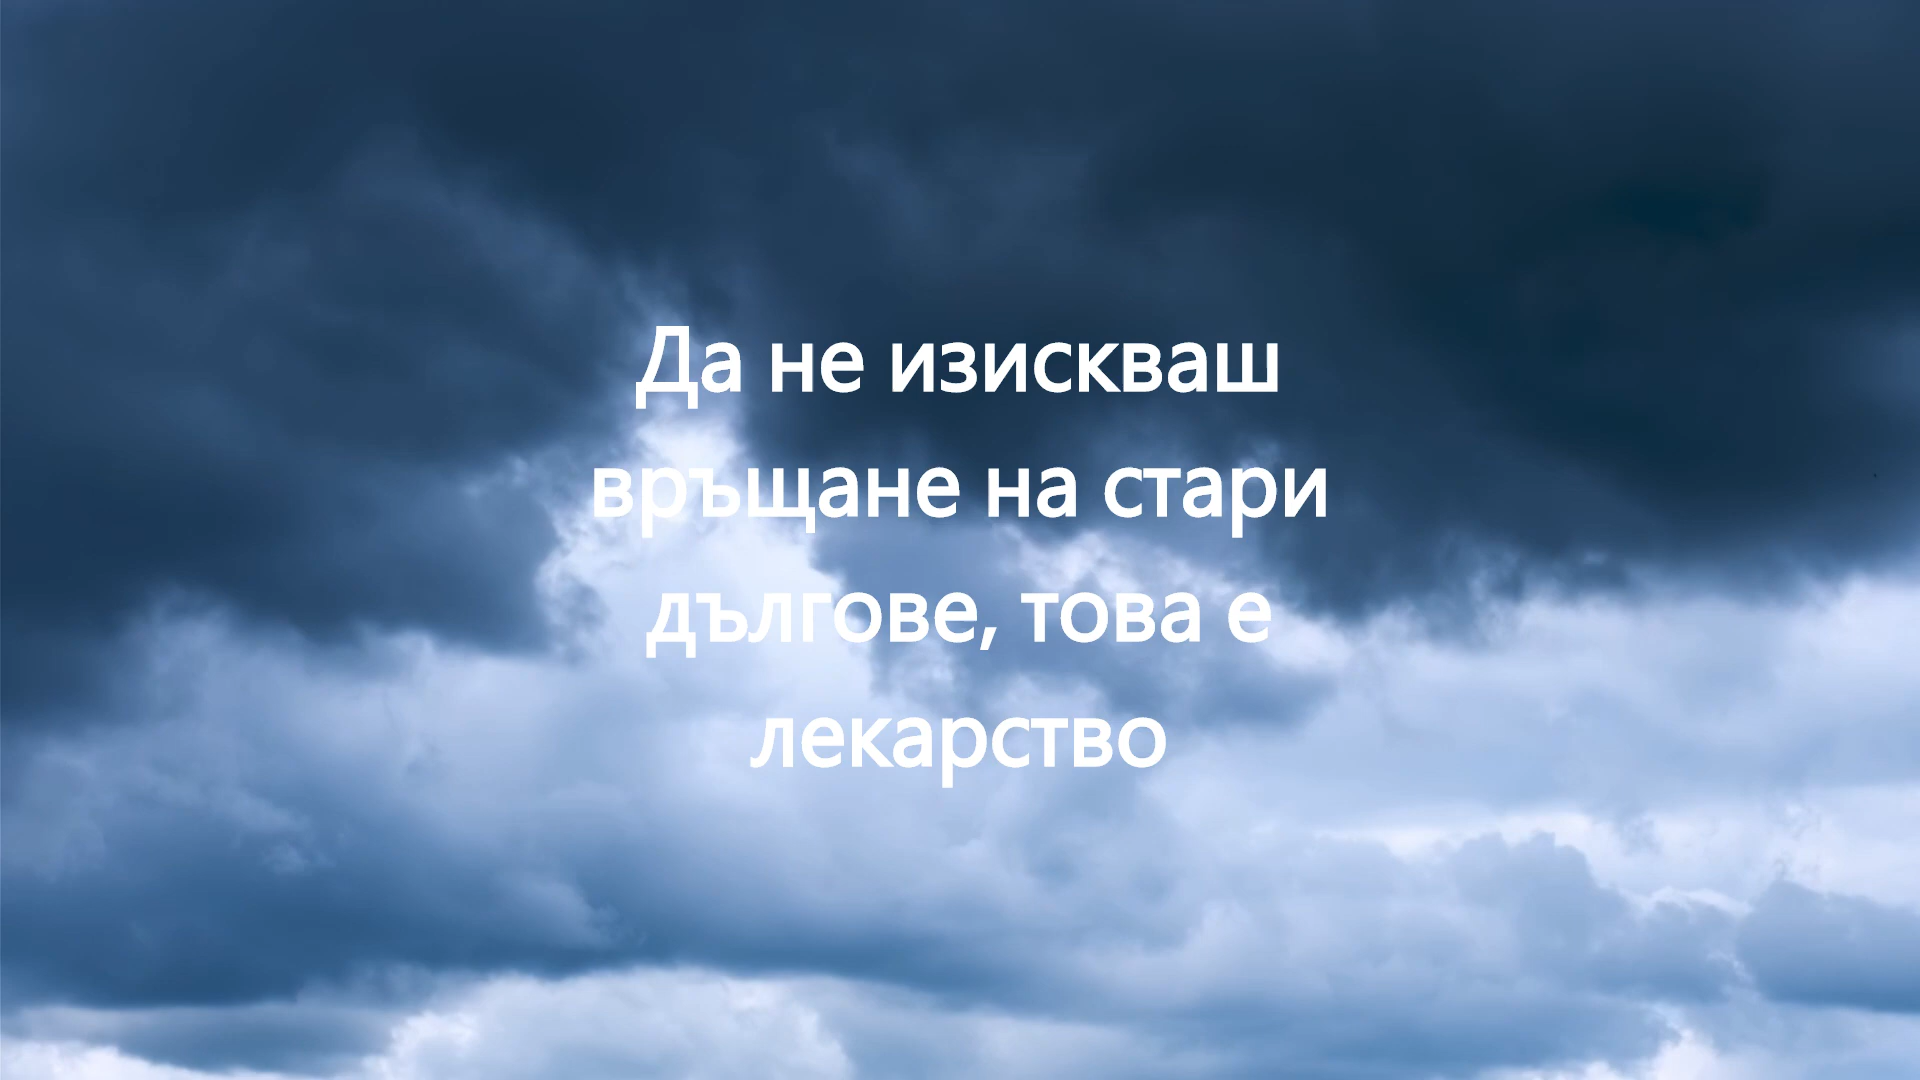 Да не изискваш
връщане на стари
дългове, това е
лекарство